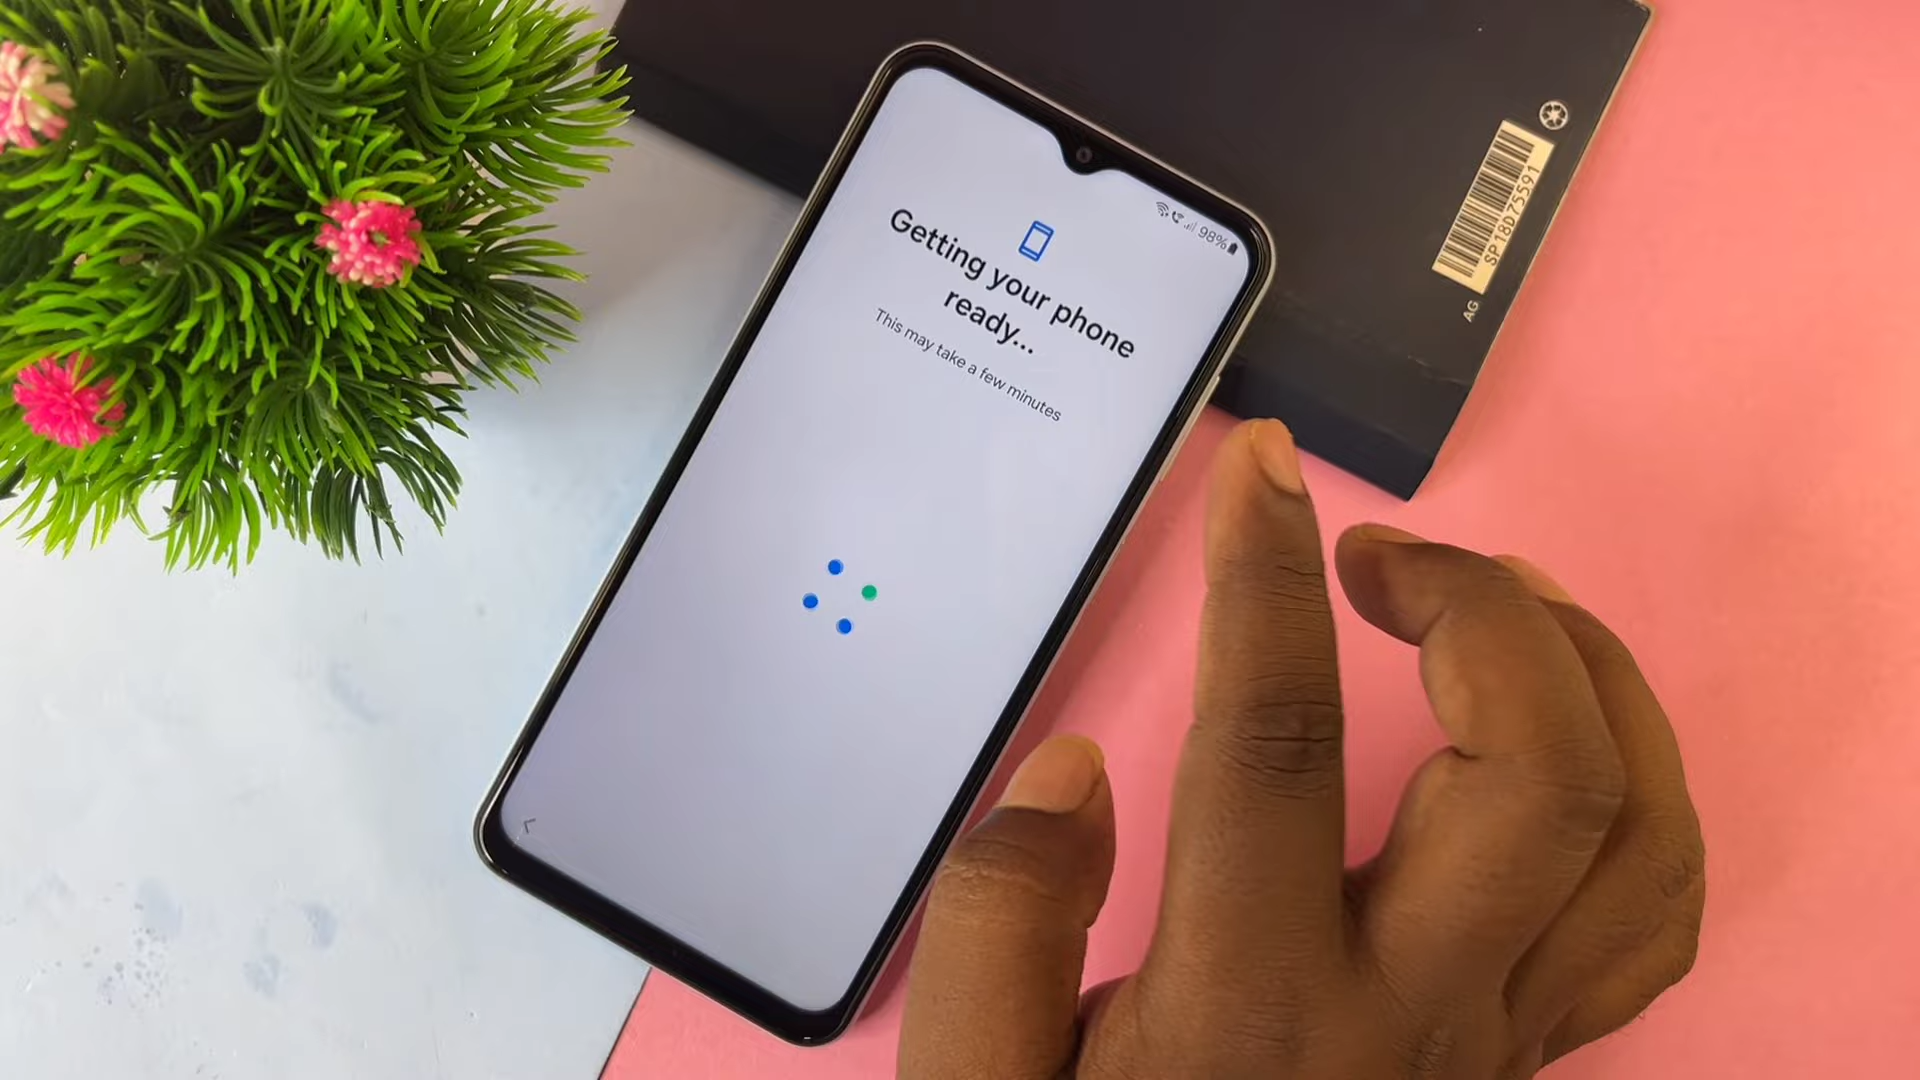 98%
Getting your phone
ready...
This may take a few minutes
SP18D75591
AG